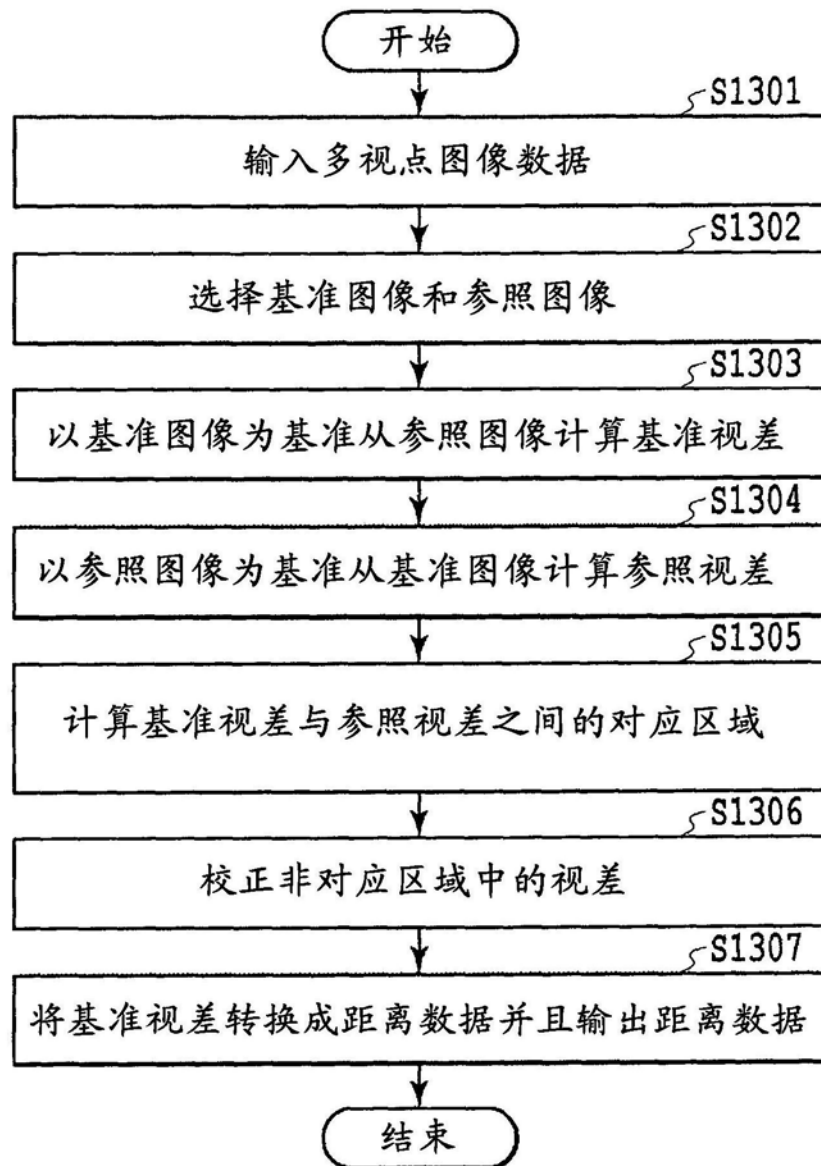 开始
S1301
输入多视点图像数据
S1302
选择基准图像和参照图像
S1303
以基准图像为基准从参照图像计算基准视差
S1304
以参照图像为基准从基准图像计算参照视差
S1305
计算基准视差与参照视差之间的对应区域
S1306
校正非对应区域中的视差
S1307
将基准视差转换成距离数据并且输出距离数据
结束